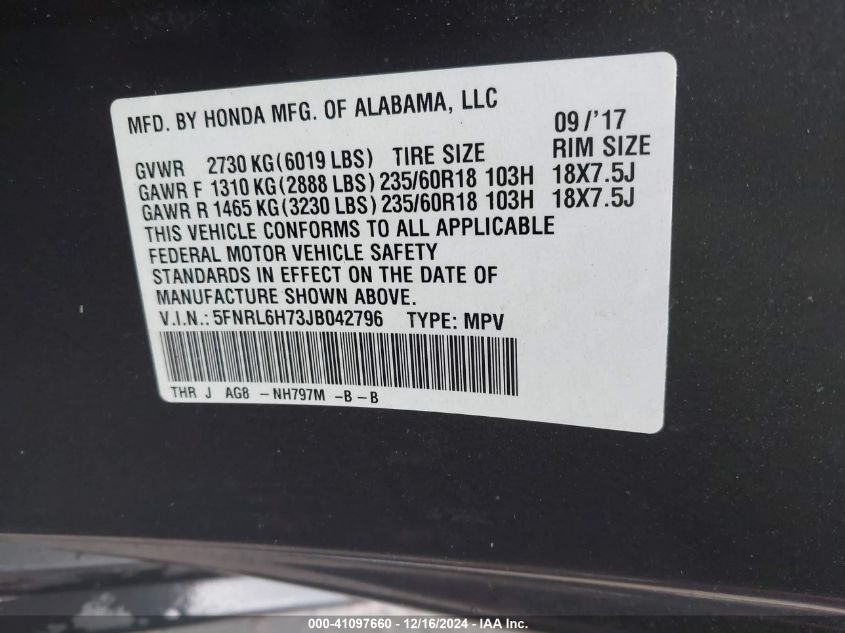 MFD. BY HONDA MFG. OF ALABAMA, LLC
09/'17
GVWR 2730 KG(6019 LBS) TIRE SIZE RIM SIZE
GAWR F 1310 KG(2888 LBS) 235/60R18 103H 18X7.5J
GAWR R 1465 KG(3230 LBS) 235/60R18 103H 18X7.5J
THIS VEHICLE CONFORMS TO ALL APPLICABLE
FEDERAL MOTOR VEHICLE SAFETY
STANDARDS IN EFFECT ON THE DATE OF
MANUFACTURE SHOWN ABOVE.
V.I.N.: 5FNRL6H73JB042796 TYPE: MPV
THR J AG8 -NH797M -B-B
000-41097660 - 12/16/2024 - IAA Inc.